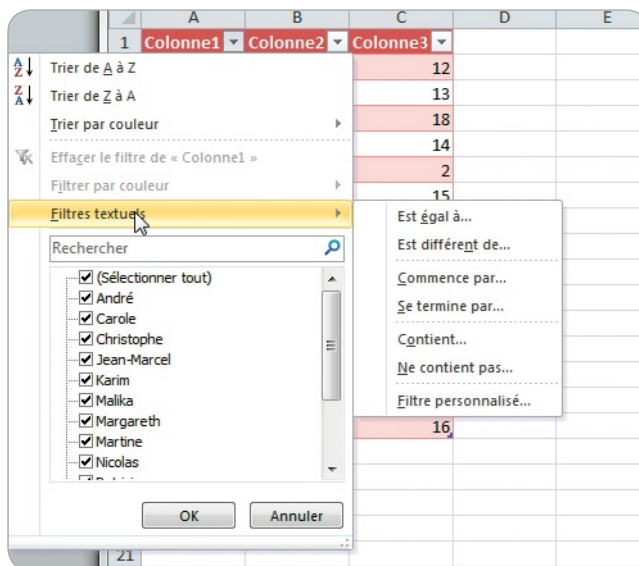 A B C D E
1 Colonne1 Colonne2 Colonne3
Trier de A à Z
Trier de Z à A
Trier par couleur
Effacer le filtre de « Colonne1 »
Filtrer par couleur
Filtres textuels
Rechercher
(Sélectionner tout)
André
Carole
Christophe
Jean-Marcel
Karim
Malika
Margareth
Martine
Nicolas
OK Annuler
12
13
18
14
2
15
Est égal à...
Est différent de...
Commence par...
Se termine par...
Contient...
Ne contient pas...
Filtre personnalisé...
16
21